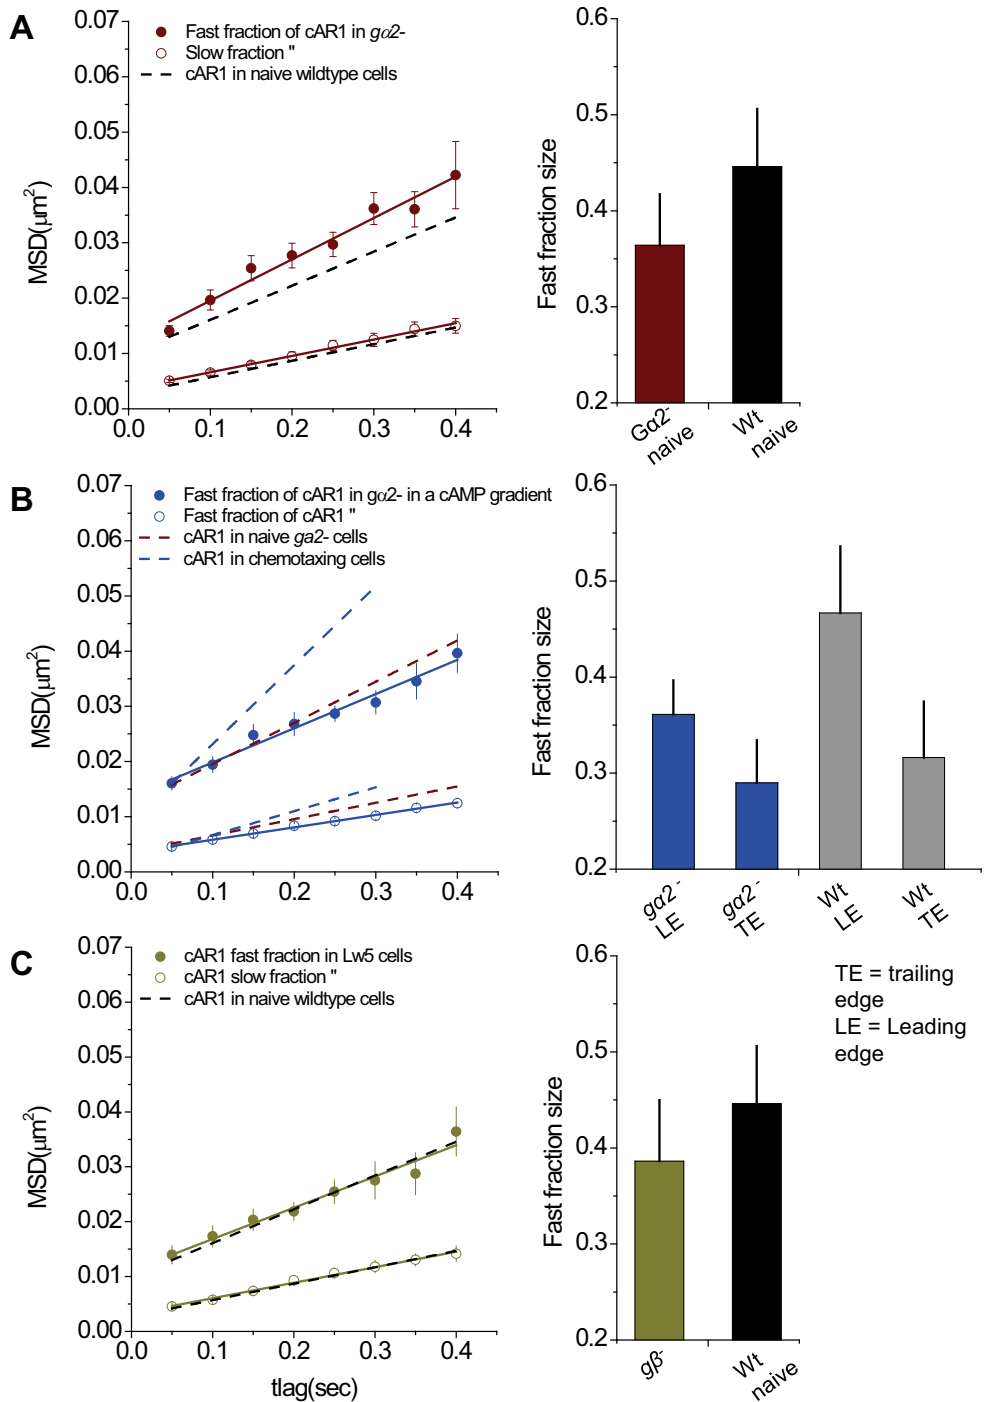 A
Fast fraction of cAR1 in gα2-
Slow fraction "
cAR1 in naive wildtype cells
0.07
0.06
0.05
0.04
0.03
0.02
0.01
0.00
MSD(μm²)
0.0 0.1 0.2 0.3 0.4
0.6
0.5
0.4
0.3
0.2
Fast fraction size
Gα2-
naive
Wt
naive
B
Fast fraction of cAR1 in gα2- in a cAMP gradient
Fast fraction of cAR1 "
cAR1 in naive ga2- cells
cAR1 in chemotaxing cells
0.07
0.06
0.05
0.04
0.03
0.02
0.01
0.00
MSD(μm²)
0.0 0.1 0.2 0.3 0.4
0.6
0.5
0.4
0.3
0.2
Fast fraction size
gα2-
LE
gα2-
TE
Wt
LE
Wt
TE
C
cAR1 fast fraction in Lw5 cells
cAR1 slow fraction "
cAR1 in naive wildtype cells
0.07
0.06
0.05
0.04
0.03
0.02
0.01
0.00
MSD(μm²)
0.0 0.1 0.2 0.3 0.4
tlag(sec)
0.6
0.5
0.4
0.3
0.2
Fast fraction size
gβ-
Wt
naive
TE = trailing
edge
LE = Leading
edge